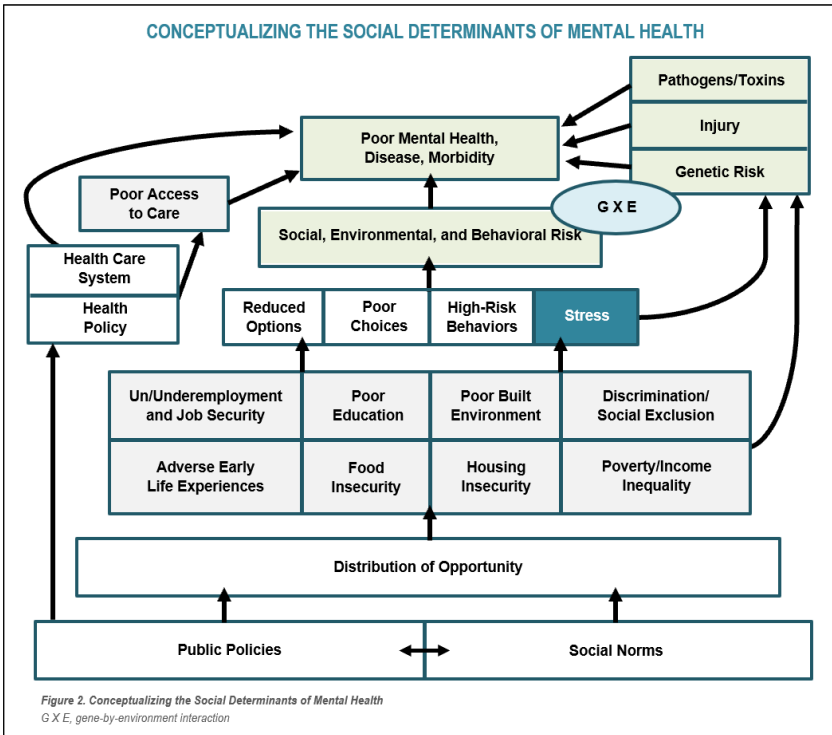 CONCEPTUALIZING THE SOCIAL DETERMINANTS OF MENTAL HEALTH
Pathogens/Toxins
Injury
Genetic Risk
Poor Mental Health,
Disease, Morbidity
G X E
Poor Access
to Care
Social, Environmental, and Behavioral Risk
Health Care
System
Health
Policy
Reduced
Options
Poor
Choices
High-Risk
Behaviors
Stress
Un/Underemployment
and Job Security
Poor
Education
Poor Built
Environment
Discrimination/
Social Exclusion
Adverse Early
Life Experiences
Food
Insecurity
Housing
Insecurity
Poverty/Income
Inequality
Distribution of Opportunity
Public Policies
Social Norms
Figure 2. Conceptualizing the Social Determinants of Mental Health
G X E, gene-by-environment interaction